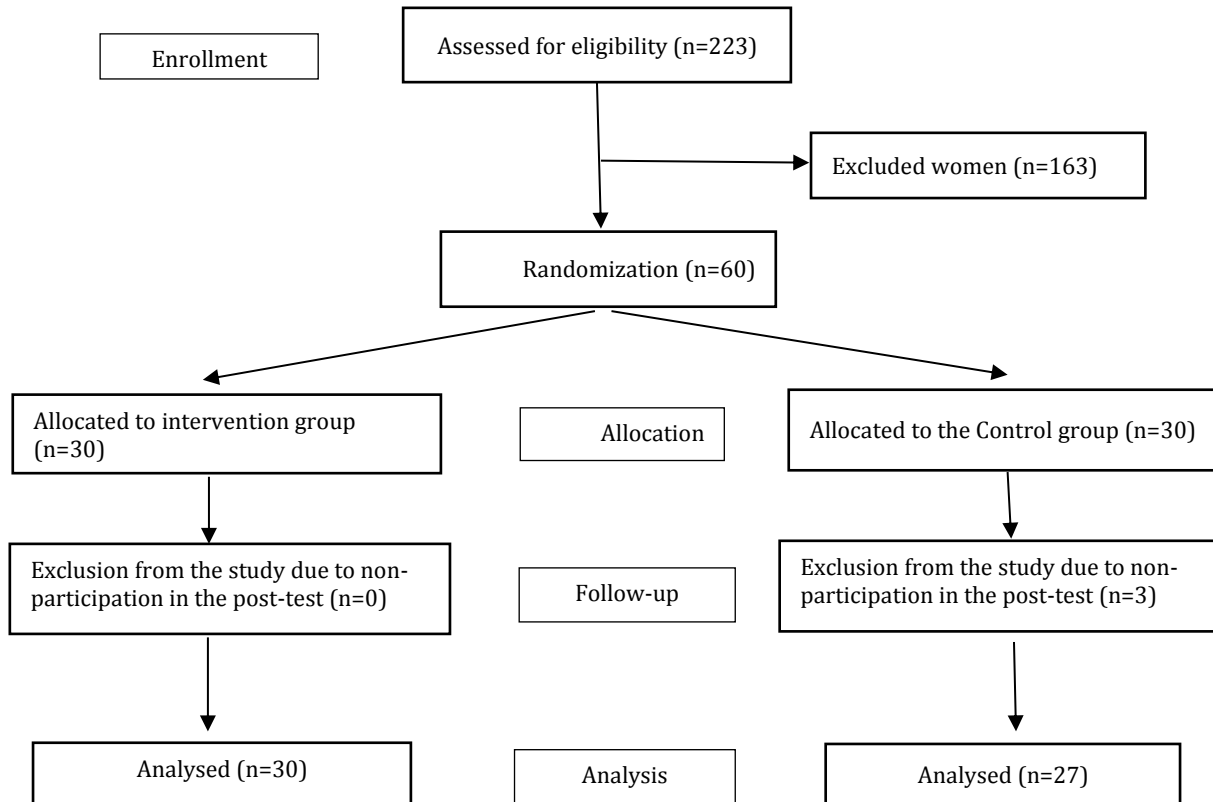 Assessed for eligibility (n=223)
Enrollment
Excluded women (n=163)
Randomization (n=60)
Allocated to intervention group
(n=30)
Allocation
Allocated to the Control group (n=30)
Exclusion from the study due to non-
participation in the post-test (n=0)
Follow-up
Exclusion from the study due to non-
participation in the post-test (n=3)
Analysed (n=30)
Analysis
Analysed (n=27)